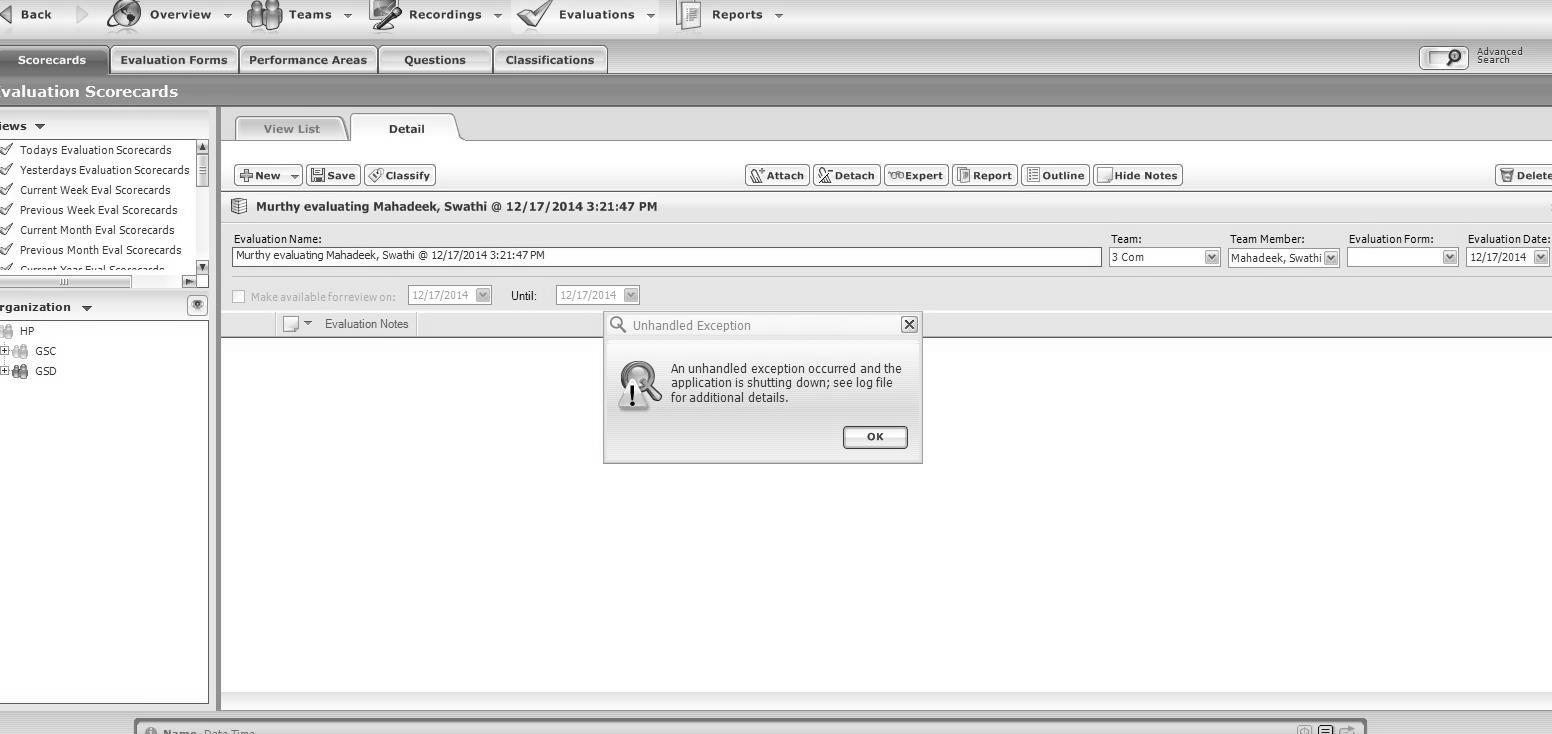 Back Overview Teams Recordings Evaluations Reports
Scorecards Evaluation Forms Performance Areas Questions Classifications Advanced Search
valuation Scorecards
iews
Todays Evaluation Scorecards
Yesterdays Evaluation Scorecards
Current Week Eval Scorecards
Previous Week Eval Scorecards
Current Month Eval Scorecards
Previous Month Eval Scorecards
Current Year Eval Scorecards
rganization
HP
GSC
GSD
View List Detail
New Save Classify Attach Detach Expert Report Outline Hide Notes Delete
Murthy evaluating Mahadeek, Swathi @ 12/17/2014 3:21:47 PM
Evaluation Name: Team: Team Member: Evaluation Form: Evaluation Date:
Murthy evaluating Mahadeek, Swathi @ 12/17/2014 3:21:47 PM 3 Com Mahadeek, Swathi 12/17/2014
Make available for review on: 12/17/2014 Until: 12/17/2014
Evaluation Notes
Unhandled Exception
An unhandled exception occurred and the
application is shutting down; see log file
for additional details.
OK
Name Date Time